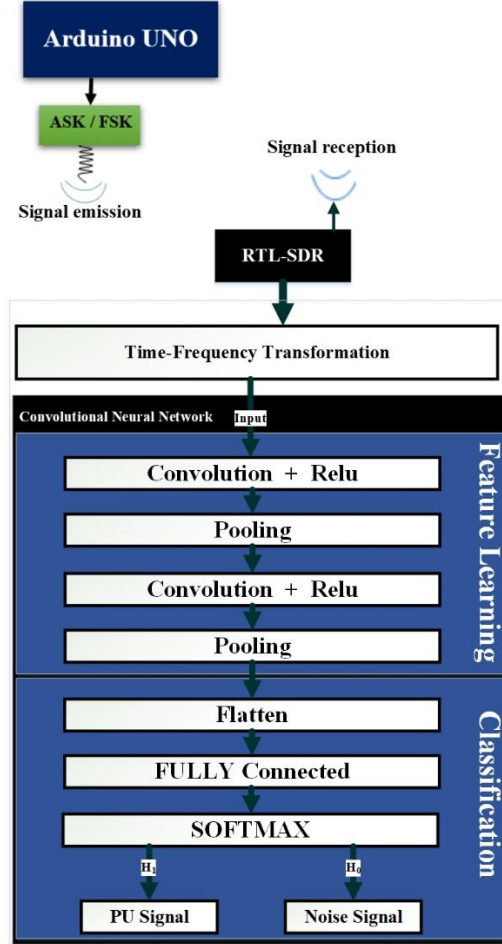 Arduino UNO
ASK / FSK
Signal emission
Signal reception
RTL-SDR
Time-Frequency Transformation
Convolutional Neural Network
Input
Feature Learning
Convolution + Relu
Pooling
Convolution + Relu
Pooling
Classification
Flatten
FULLY Connected
SOFTMAX
H₁
H₀
PU Signal
Noise Signal